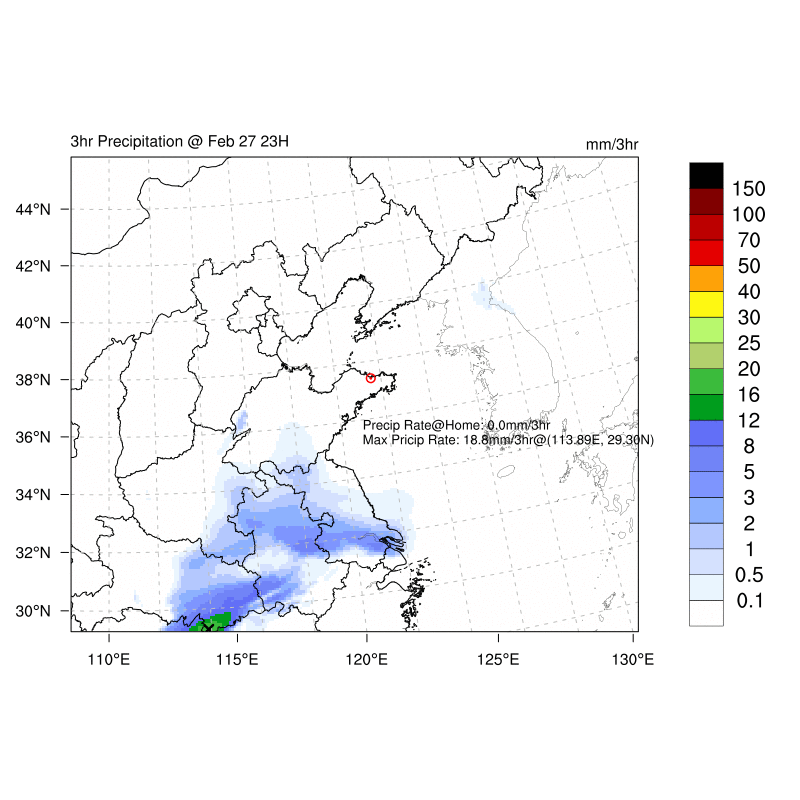 3hr Precipitation @ Feb 27 23H
mm/3hr
44°N
42°N
40°N
38°N
36°N
34°N
32°N
30°N
Precip Rate@Home: 0.0mm/3hr
Max Pricip Rate: 18.8mm/3hr@(113.89E, 29.30N)
110°E
115°E
120°E
125°E
130°E
150
100
70
50
40
30
25
20
16
12
8
5
3
2
1
0.5
0.1